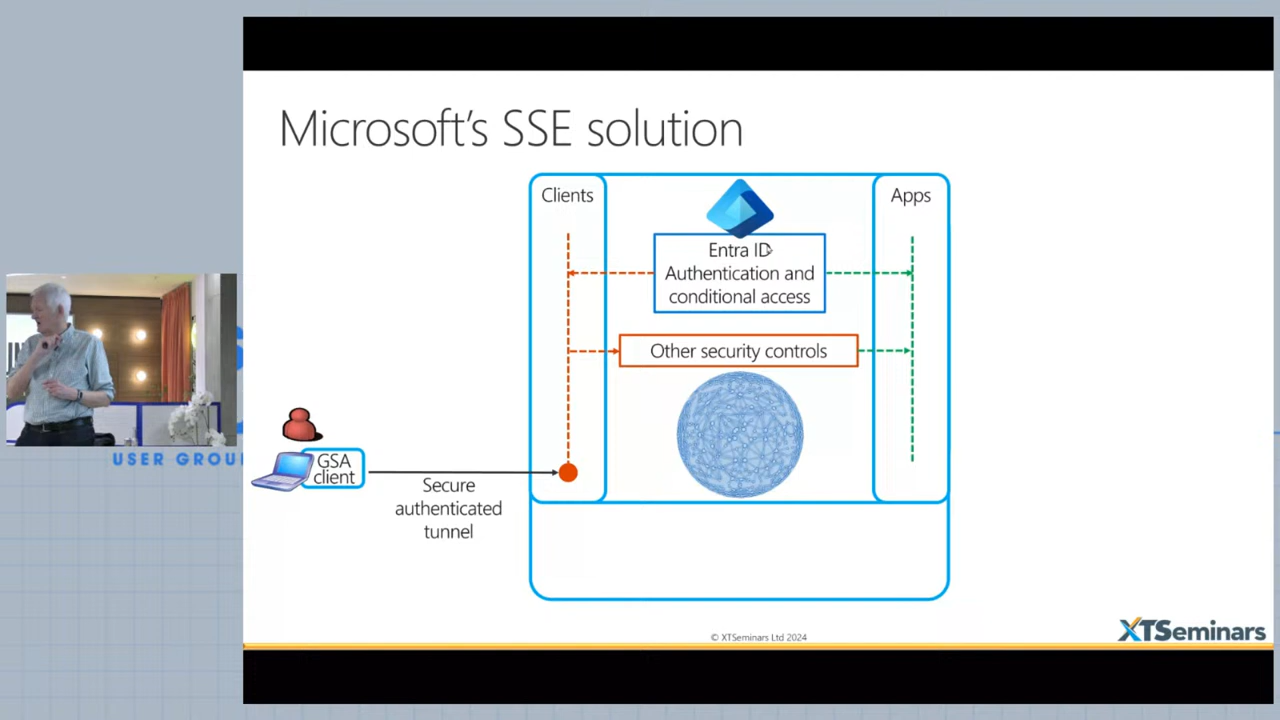 Microsoft's SSE solution
Clients
Apps
Entra ID
Authentication and
conditional access
Other security controls
GSA
client
Secure
authenticated
tunnel
© XTSeminars Ltd 2024
XTSeminars
USER GROU